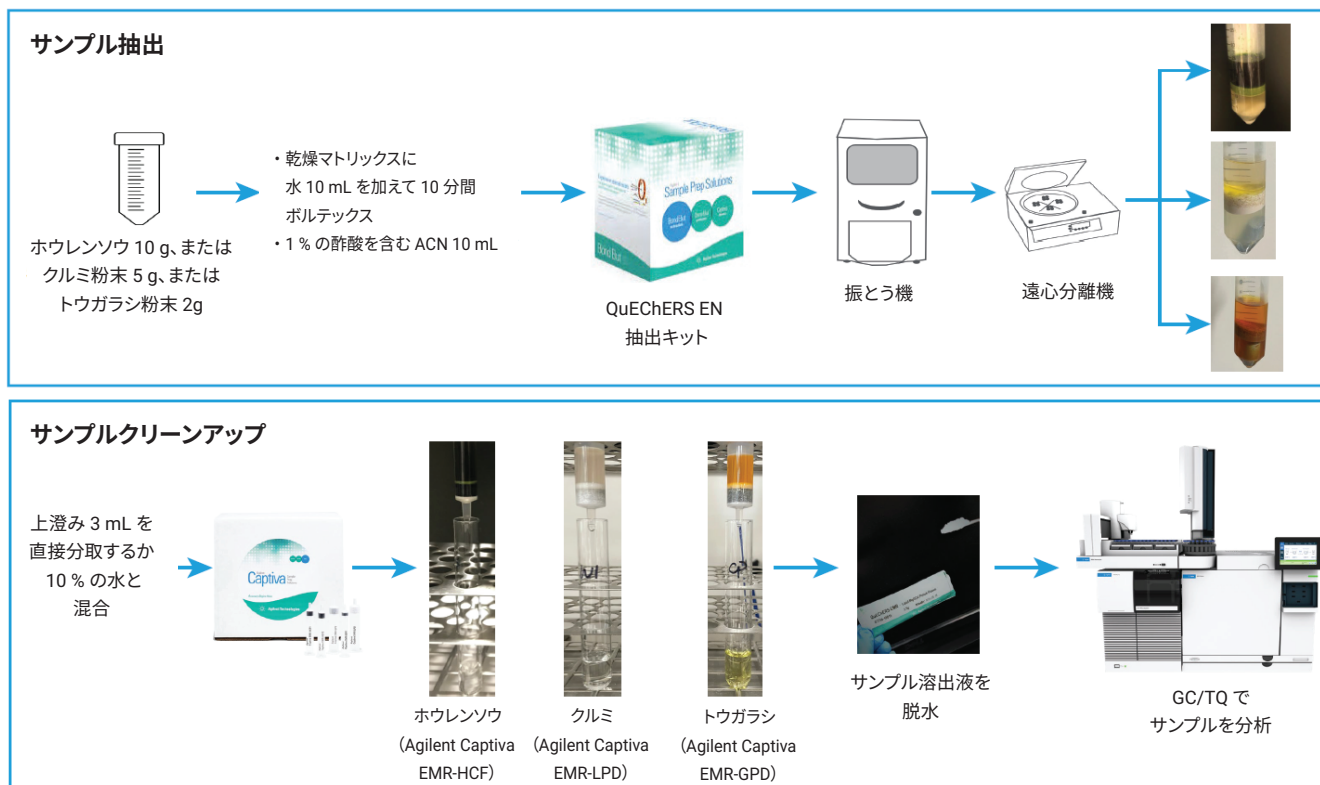 サンプル抽出
ホウレンソウ 10 g、または
クルミ粉末 5 g、または
トウガラシ粉末 2g
・乾燥マトリックスに
水 10 mL を加えて 10 分間
ボルテックス
・1 % の酢酸を含む ACN 10 mL
Sample Prep Solutions
Bond Elut
QuEChERS EN
抽出キット
振とう機
遠心分離機
サンプルクリーンアップ
上澄み 3 mL を
直接分取するか
10 % の水と
混合
Captiva
Agilent Technologies
ホウレンソウ
（Agilent Captiva
EMR-HCF）
クルミ
（Agilent Captiva
EMR-LPD）
トウガラシ
（Agilent Captiva
EMR-GPD）
サンプル溶出液を
脱水
GC/TQ で
サンプルを分析